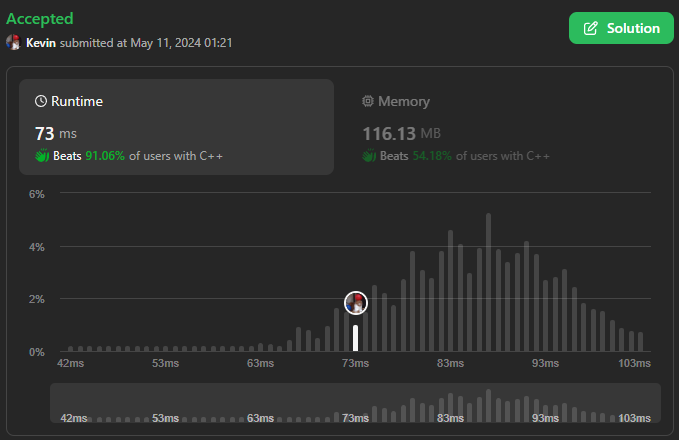 Accepted
Kevin submitted at May 11, 2024 01:21
Solution
Runtime
73 ms
Beats 91.06% of users with C++
Memory
116.13 MB
Beats 54.18% of users with C++
6%
4%
2%
0%
42ms 53ms 63ms 73ms 83ms 93ms 103ms
42ms 53ms 63ms 73ms 83ms 93ms 103ms